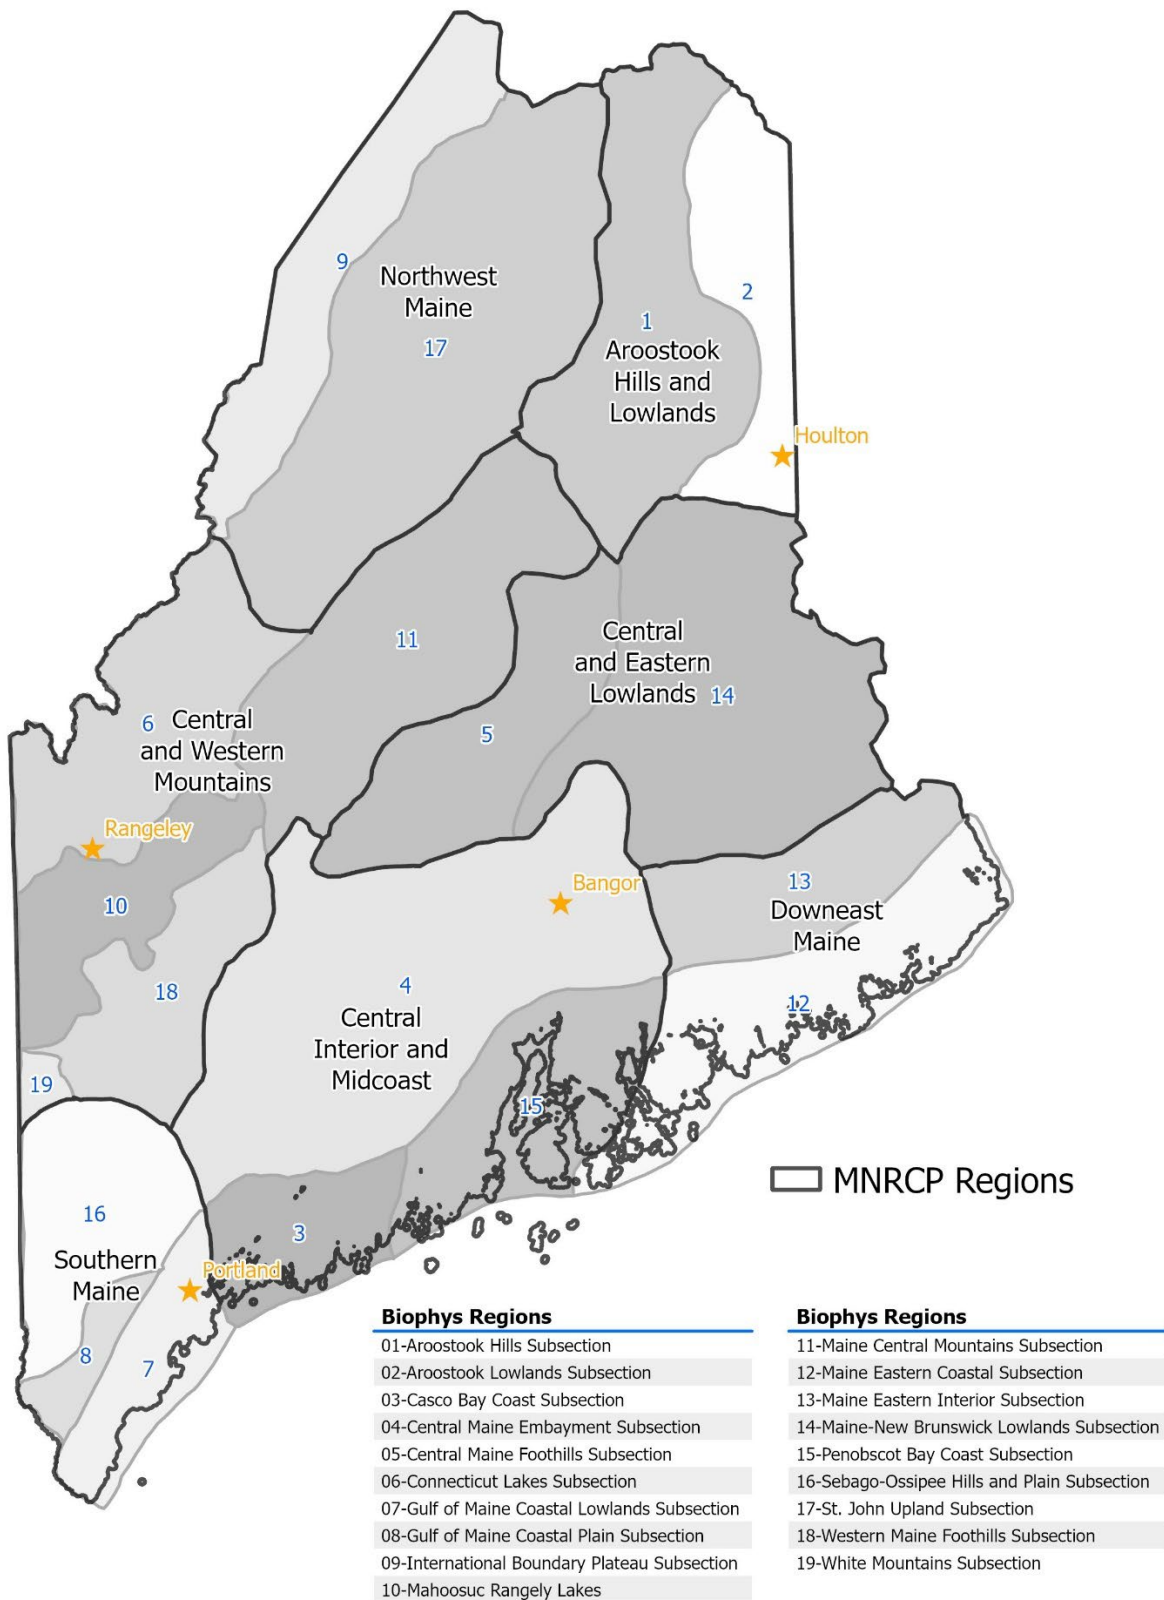 9
Northwest
Maine
17
2
1
Aroostook
Hills and
Lowlands
Houlton
11
Central
and Eastern
Lowlands
14
6
Central
and Western
Mountains
5
Rangeley
10
Bangor
13
Downeast
Maine
18
4
12
Central
Interior and
Midcoast
19
15
MNRCP Regions
16
3
Southern
Maine
Portland
8
7
Biophys Regions
01-Aroostook Hills Subsection
02-Aroostook Lowlands Subsection
03-Casco Bay Coast Subsection
04-Central Maine Embayment Subsection
05-Central Maine Foothills Subsection
06-Connecticut Lakes Subsection
07-Gulf of Maine Coastal Lowlands Subsection
08-Gulf of Maine Coastal Plain Subsection
09-International Boundary Plateau Subsection
10-Mahoosuc Rangely Lakes
Biophys Regions
11-Maine Central Mountains Subsection
12-Maine Eastern Coastal Subsection
13-Maine Eastern Interior Subsection
14-Maine-New Brunswick Lowlands Subsection
15-Penobscot Bay Coast Subsection
16-Sebago-Ossipee Hills and Plain Subsection
17-St. John Upland Subsection
18-Western Maine Foothills Subsection
19-White Mountains Subsection